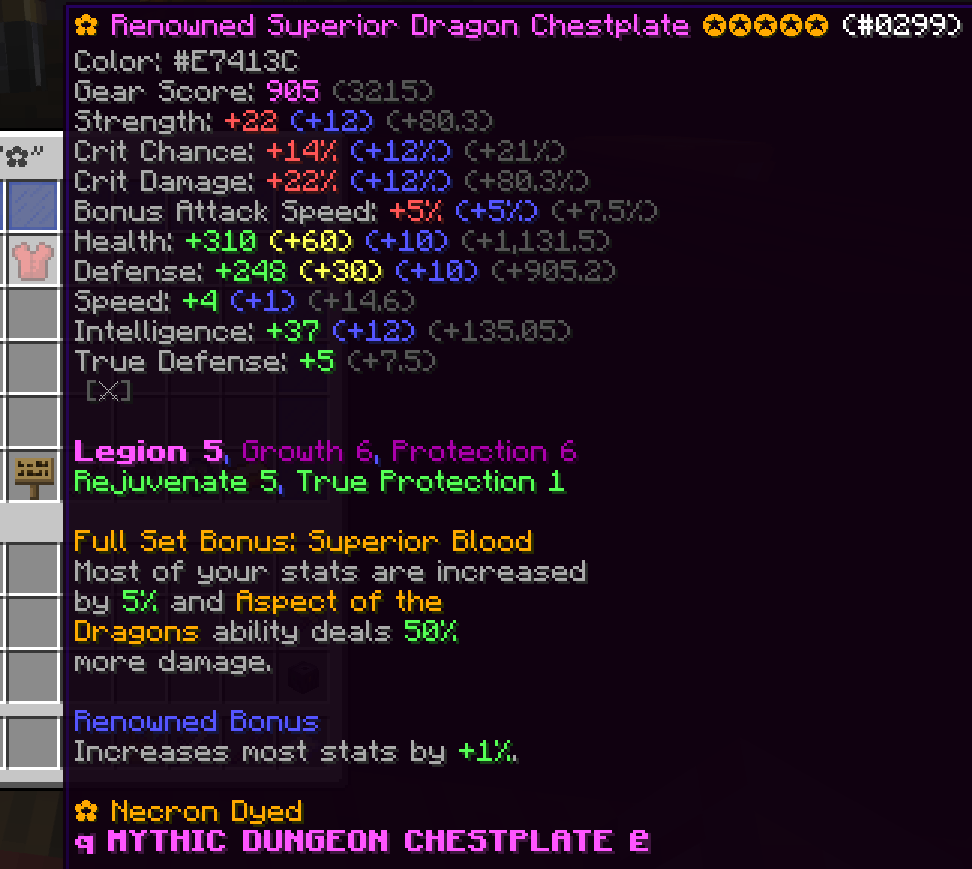 ✿ Renowned Superior Dragon Chestplate ✪✪✪✪✪ (#0299)
Color: #E7413C
Gear Score: 905 (3215)
Strength: +22 (+12) (+80.3)
"✿"
Crit Chance: +14% (+12%) (+21%)
Crit Damage: +22% (+12%) (+80.3%)
Bonus Attack Speed: +5% (+5%) (+7.5%)
Health: +310 (+60) (+10) (+1,131.5)
Defense: +248 (+30) (+10) (+905.2)
Speed: +4 (+1) (+14.6)
Intelligence: +37 (+12) (+135.05)
True Defense: +5 (+7.5)
[⚔]
Legion 5, Growth 6, Protection 6
Rejuvenate 5, True Protection 1
Full Set Bonus: Superior Blood
Most of your stats are increased
by 5% and Aspect of the
Dragons ability deals 50%
more damage.
Renowned Bonus
Increases most stats by +1%.
✿ Necron Dyed
q MYTHIC DUNGEON CHESTPLATE